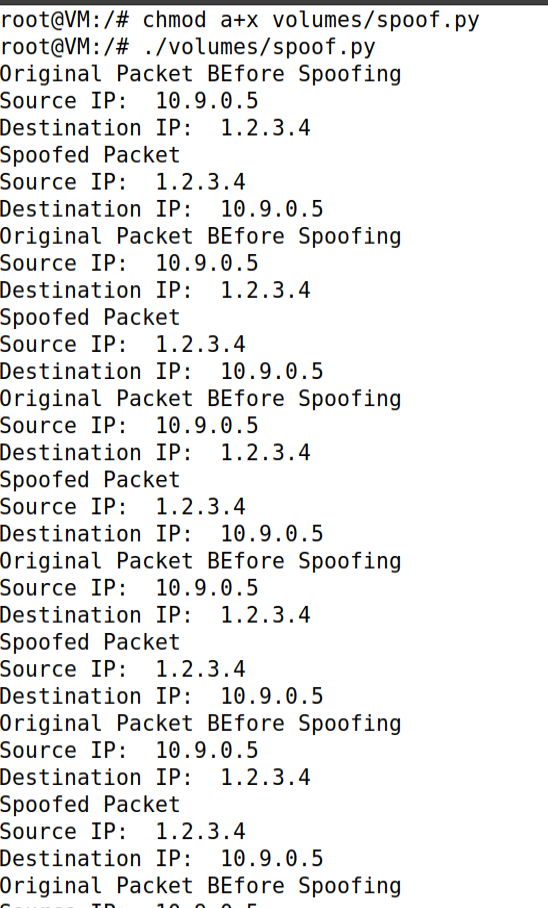 root@VM:/# chmod a+x volumes/spoof.py
root@VM:/# ./volumes/spoof.py
Original Packet BEfore Spoofing
Source IP:  10.9.0.5
Destination IP:  1.2.3.4
Spoofed Packet
Source IP:  1.2.3.4
Destination IP:  10.9.0.5
Original Packet BEfore Spoofing
Source IP:  10.9.0.5
Destination IP:  1.2.3.4
Spoofed Packet
Source IP:  1.2.3.4
Destination IP:  10.9.0.5
Original Packet BEfore Spoofing
Source IP:  10.9.0.5
Destination IP:  1.2.3.4
Spoofed Packet
Source IP:  1.2.3.4
Destination IP:  10.9.0.5
Original Packet BEfore Spoofing
Source IP:  10.9.0.5
Destination IP:  1.2.3.4
Spoofed Packet
Source IP:  1.2.3.4
Destination IP:  10.9.0.5
Original Packet BEfore Spoofing
Source IP:  10.9.0.5
Destination IP:  1.2.3.4
Spoofed Packet
Source IP:  1.2.3.4
Destination IP:  10.9.0.5
Original Packet BEfore Spoofing